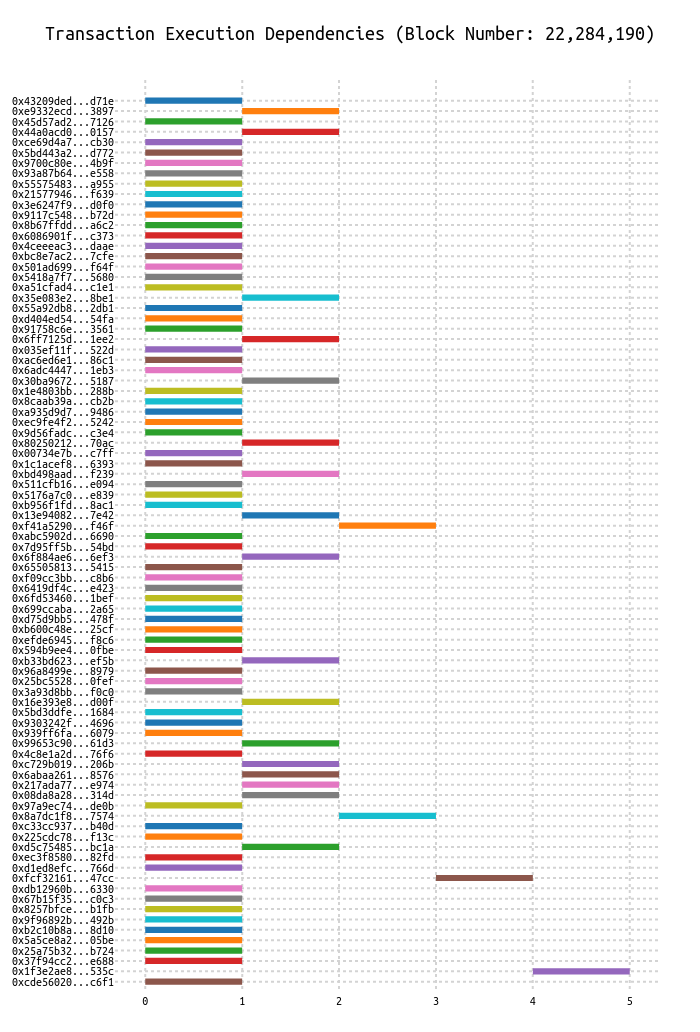 Transaction Execution Dependencies (Block Number: 22,284,190)
0x43209ded...d71e
0xe9332ecd...3897
0x45d57ad2...7126
0x44a0acd0...0157
0xce69d4a7...cb30
0x5bd443a2...d772
0x9700c80e...4b9f
0x93a87b64...e558
0x55575483...a955
0x21577946...f639
0x3e6247f9...d0f0
0x9117c548...b72d
0x8b67ffdd...a6c2
0x6086901f...c373
0x4ceeeac3...daae
0xbc8e7ac2...7cfe
0x501ad699...f64f
0x5418a7f7...5680
0xa51cfad4...c1e1
0x35e083e2...8be1
0x55a92db8...2db1
0xd404ed54...54fa
0x91758c6e...3561
0x6ff7125d...1ee2
0x035ef11f...522d
0xac6ed6e1...86c1
0x6adc4447...1eb3
0x30ba9672...5187
0x1e4803bb...288b
0x8caab39a...cb2b
0xa935d9d7...9486
0xec9fe4f2...5242
0x9d56fadc...c3e4
0x80250212...70ac
0x00734e7b...c7ff
0x1c1acef8...6393
0xbd498aad...f239
0x511cfb16...e094
0x5176a7c0...e839
0xb956f1fd...8ac1
0x13e94082...7e42
0xf41a5290...f46f
0xabc5902d...6690
0x7d95ff5b...54bd
0x6f884ae6...6ef3
0x65505813...5415
0xf09cc3bb...c8b6
0x6419df4c...e423
0x6fd53460...1bef
0x699ccaba...2a65
0xd75d9bb5...478f
0xb600c48e...25cf
0xefde6945...f8c6
0x594b9ee4...0fbe
0xb33bd623...ef5b
0x96a8499e...8979
0x25bc5528...0fef
0x3a93d8bb...f0c0
0x16e393e8...d00f
0x5bd3ddfe...1684
0x9303242f...4696
0x939ff6fa...6079
0x99653c90...61d3
0x4c8e1a2d...76f6
0xc729b019...206b
0x6abaa261...8576
0x217ada77...e974
0x08da8a28...314d
0x97a9ec74...de0b
0x8a7dc1f8...7574
0xc33cc937...b40d
0x225cdc78...f13c
0xd5c75485...bc1a
0xec3f8580...82fd
0xd1ed8efc...766d
0xfcf32161...47cc
0xdb12960b...6330
0x67b15f35...c0c3
0x8257bfce...b1fb
0x9f96892b...492b
0xb2c10b8a...8d10
0x5a5ce8a2...05be
0x25a75b32...b724
0x37f94cc2...e688
0x1f3e2ae8...535c
0xcde56020...c6f1
0 1 2 3 4 5